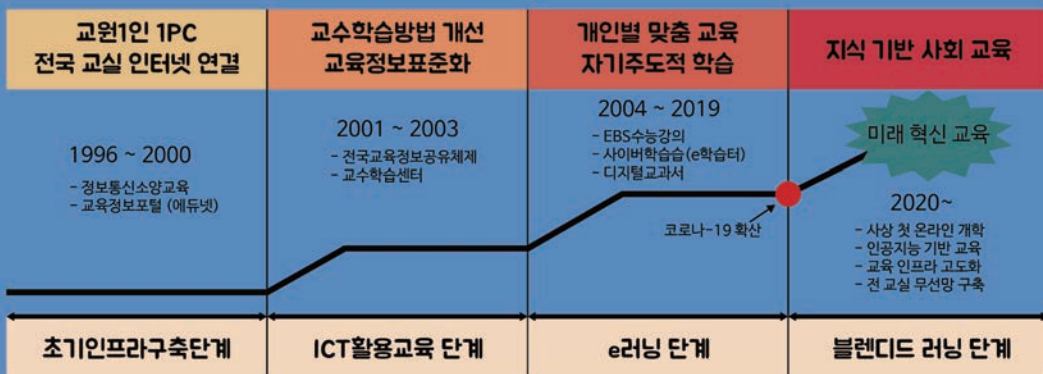 교원1인 1PC
전국 교실 인터넷 연결
교수학습방법 개선
교육정보표준화
개인별 맞춤 교육
자기주도적 학습
지식 기반 사회 교육
1996 ~ 2000
- 정보통신소양교육
- 교육정보포털 (에듀넷)
2001 ~ 2003
- 전국교육정보공유체제
- 교수학습센터
2004 ~ 2019
- EBS수능강의
- 사이버학습습(e학습터)
- 디지털교과서
코로나-19 확산
미래 혁신 교육
2020~
- 사상 첫 온라인 개학
- 인공지능 기반 교육
- 교육 인프라 고도화
- 전 교실 무선망 구축
초기인프라구축단계
ICT활용교육 단계
e러닝 단계
블렌디드 러닝 단계